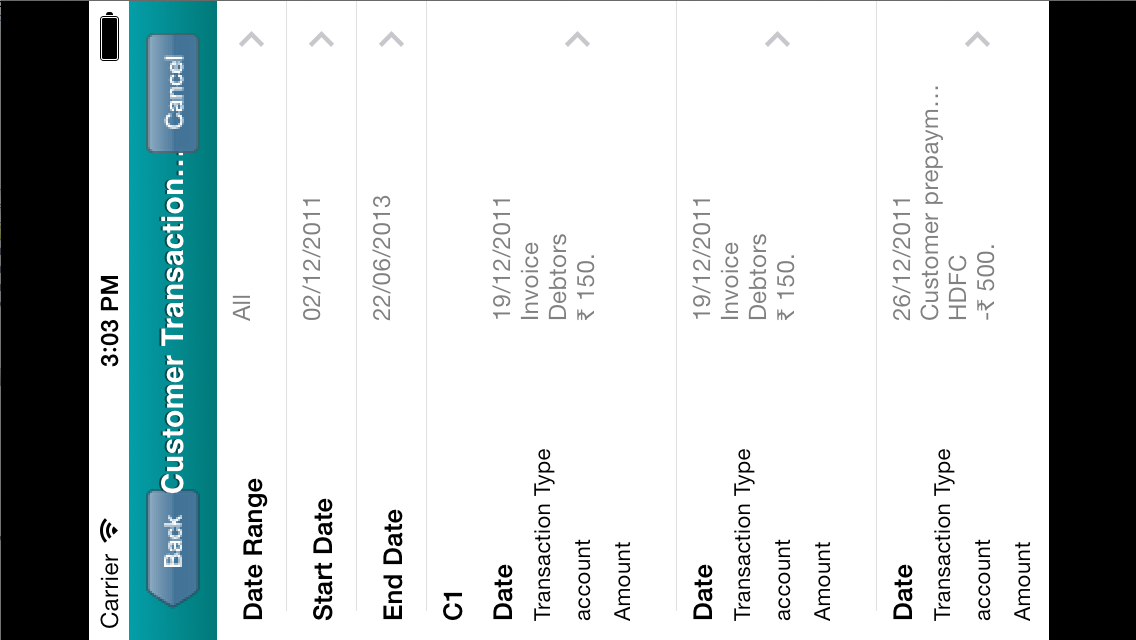 Carrier 3:03 PM
Back Customer Transaction... Cancel
Date Range All
Start Date 02/12/2011
End Date 22/06/2013
C1
Date 19/12/2011
Transaction Type Invoice
account Debtors
Amount ₹ 150.
Date 19/12/2011
Transaction Type Invoice
account Debtors
Amount ₹ 150.
Date 26/12/2011
Transaction Type Customer prepaym...
account HDFC
Amount -₹ 500.